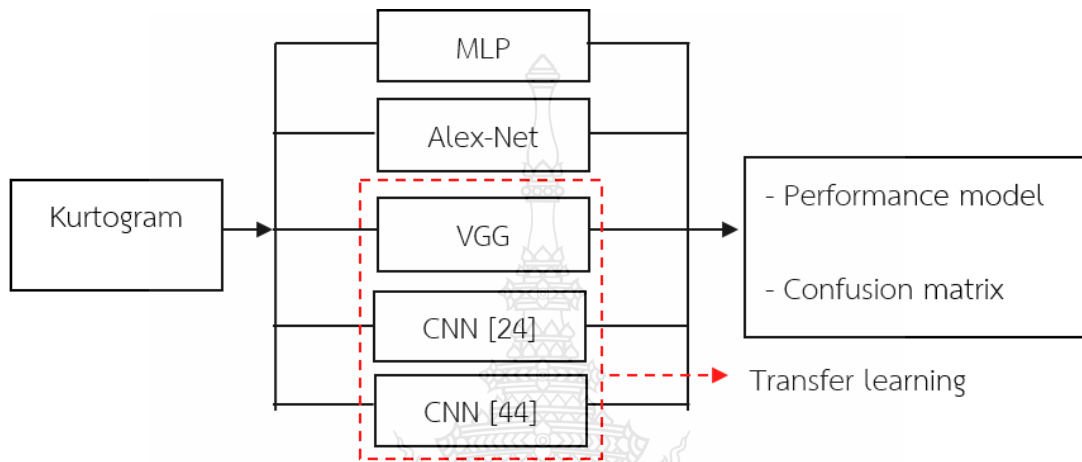 MLP
Alex-Net
Kurtogram
VGG
CNN [24]
CNN [44]
- Performance model
- Confusion matrix
Transfer learning